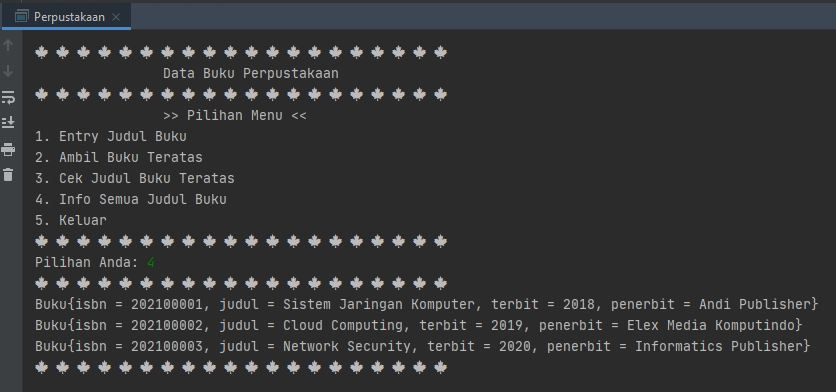 Perpustakaan
🍁 🍁 🍁 🍁 🍁 🍁 🍁 🍁 🍁 🍁 🍁 🍁 🍁 🍁 🍁 🍁 🍁 🍁 🍁 🍁
Data Buku Perpustakaan
🍁 🍁 🍁 🍁 🍁 🍁 🍁 🍁 🍁 🍁 🍁 🍁 🍁 🍁 🍁 🍁 🍁 🍁 🍁 🍁
>> Pilihan Menu <<
1. Entry Judul Buku
2. Ambil Buku Teratas
3. Cek Judul Buku Teratas
4. Info Semua Judul Buku
5. Keluar
🍁 🍁 🍁 🍁 🍁 🍁 🍁 🍁 🍁 🍁 🍁 🍁 🍁 🍁 🍁 🍁 🍁 🍁 🍁 🍁
Pilihan Anda: 4
🍁 🍁 🍁 🍁 🍁 🍁 🍁 🍁 🍁 🍁 🍁 🍁 🍁 🍁 🍁 🍁 🍁 🍁 🍁 🍁
Buku{isbn = 202100001, judul = Sistem Jaringan Komputer, terbit = 2018, penerbit = Andi Publisher}
Buku{isbn = 202100002, judul = Cloud Computing, terbit = 2019, penerbit = Elex Media Komputindo}
Buku{isbn = 202100003, judul = Network Security, terbit = 2020, penerbit = Informatics Publisher}
🍁 🍁 🍁 🍁 🍁 🍁 🍁 🍁 🍁 🍁 🍁 🍁 🍁 🍁 🍁 🍁 🍁 🍁 🍁 🍁